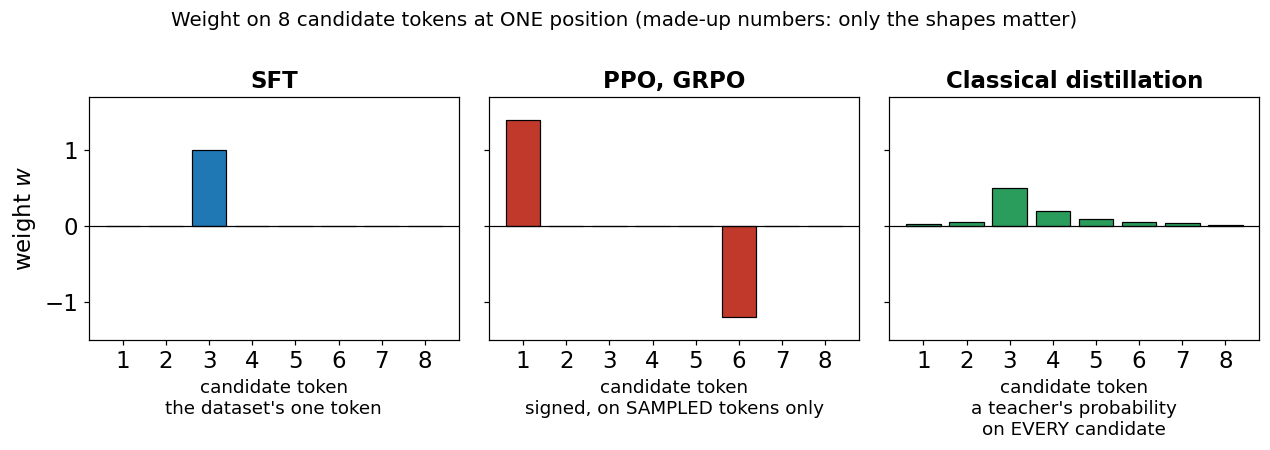 Weight on 8 candidate tokens at ONE position (made-up numbers: only the shapes matter)
SFT
PPO, GRPO
Classical distillation
weight w
1
0
−1
1 2 3 4 5 6 7 8
candidate token
the dataset's one token
1 2 3 4 5 6 7 8
candidate token
signed, on SAMPLED tokens only
1 2 3 4 5 6 7 8
candidate token
a teacher's probability
on EVERY candidate